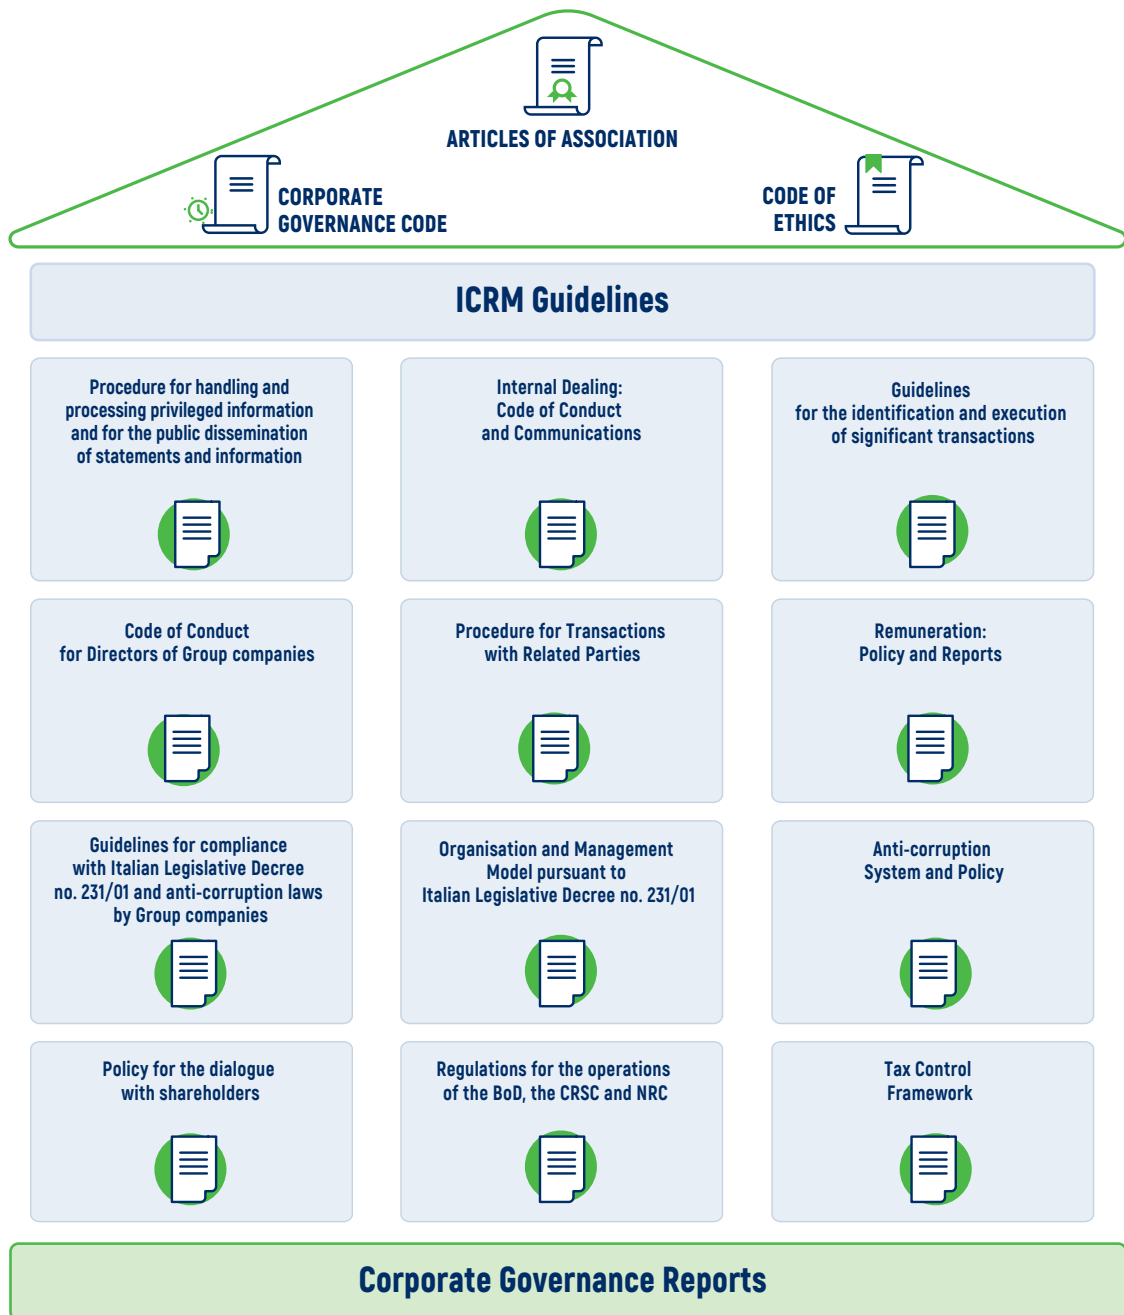 ARTICLES OF ASSOCIATION
CORPORATE
GOVERNANCE CODE
CODE OF
ETHICS
ICRM Guidelines
Procedure for handling and
processing privileged information
and for the public dissemination
of statements and information
Internal Dealing:
Code of Conduct
and Communications
Guidelines
for the identification and execution
of significant transactions
Code of Conduct
for Directors of Group companies
Procedure for Transactions
with Related Parties
Remuneration:
Policy and Reports
Guidelines for compliance
with Italian Legislative Decree
no. 231/01 and anti-corruption laws
by Group companies
Organisation and Management
Model pursuant to
Italian Legislative Decree no. 231/01
Anti-corruption
System and Policy
Policy for the dialogue
with shareholders
Regulations for the operations
of the BoD, the CRSC and NRC
Tax Control
Framework
Corporate Governance Reports